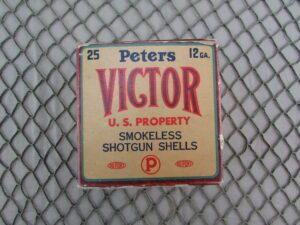 25 Peters 12 GA.
VICTOR
U. S. PROPERTY
SMOKELESS
SHOTGUN SHELLS
P